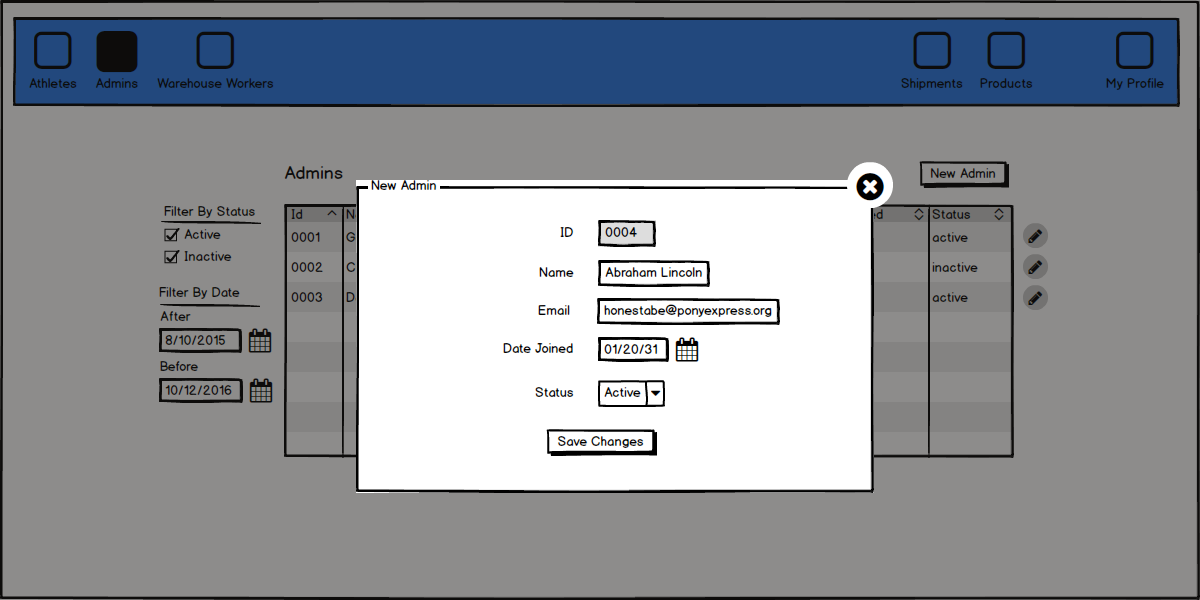 Athletes
Admins
Warehouse Workers
Shipments
Products
My Profile
Admins
New Admin
Filter By Status
Active
Inactive
Filter By Date
After
8/10/2015
Before
10/12/2016
Id
Status
0001
active
0002
inactive
0003
active
New Admin
ID 0004
Name Abraham Lincoln
Email honestabe@ponyexpress.org
Date Joined 01/20/31
Status Active
Save Changes